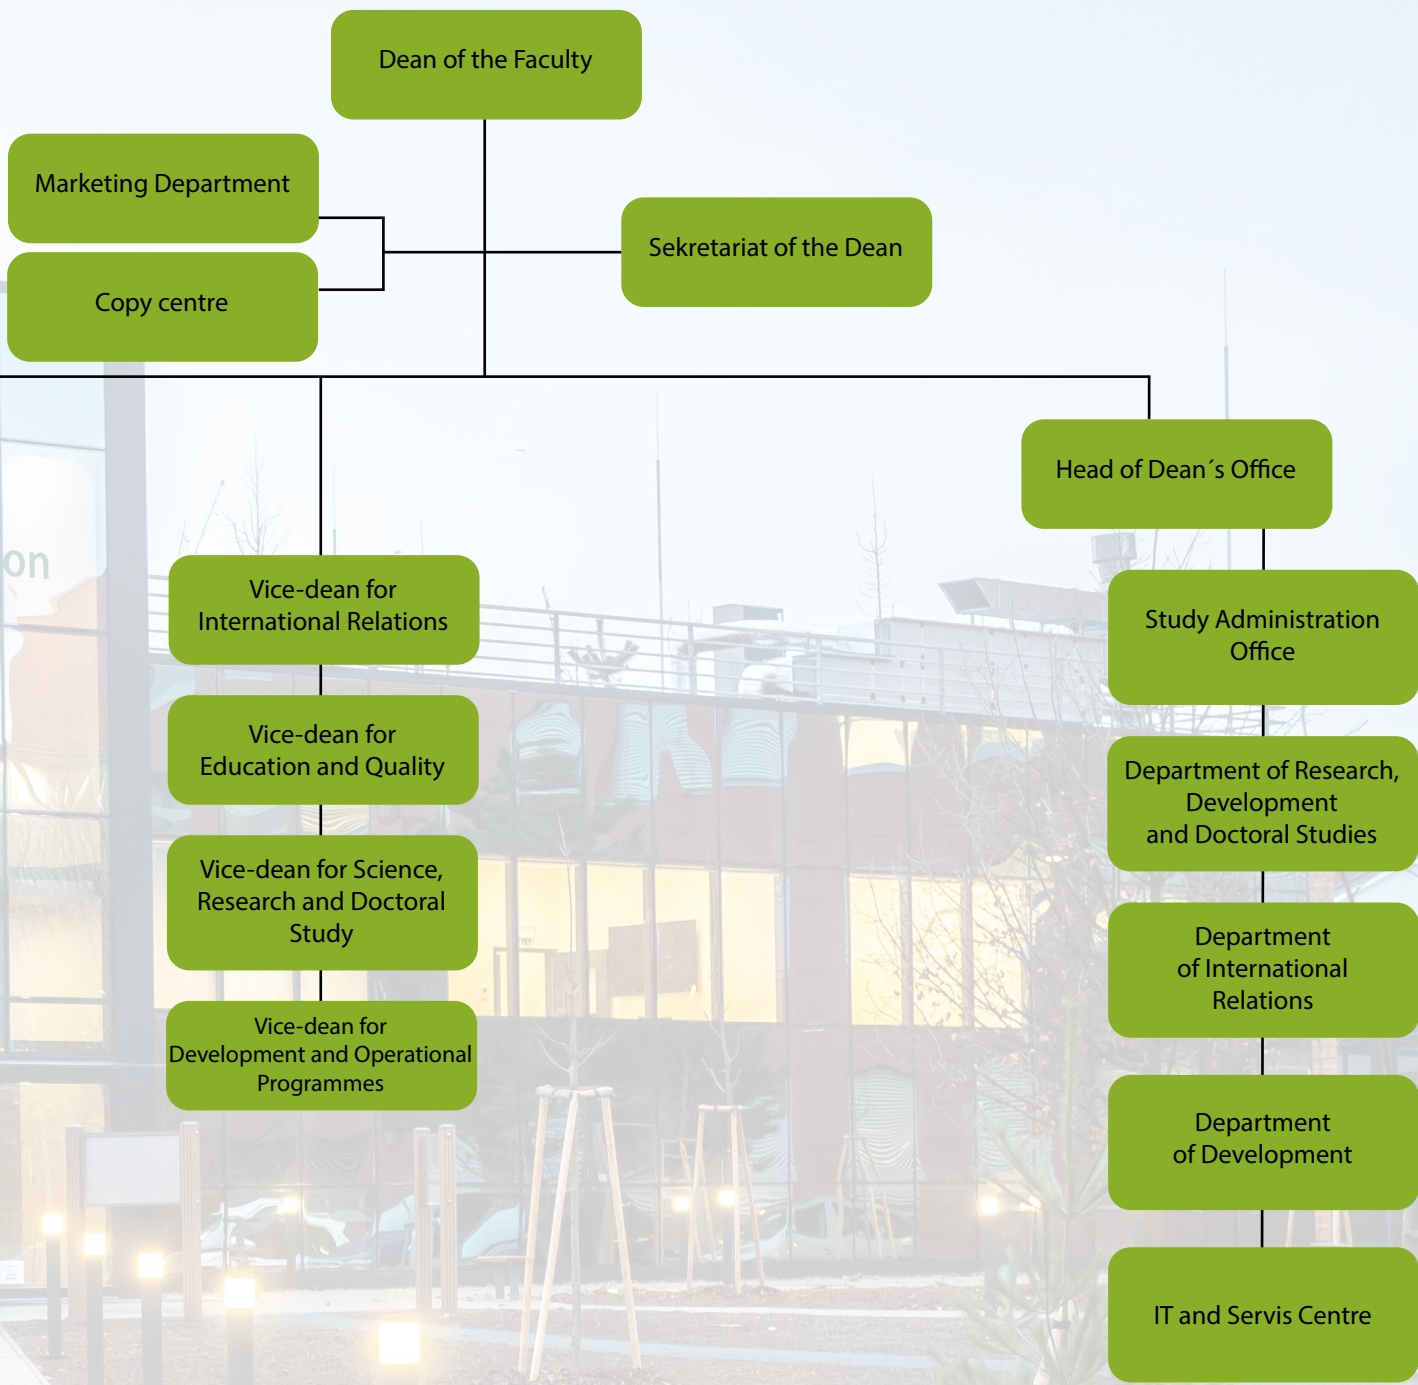 Dean of the Faculty
Marketing Department
Sekretariat of the Dean
Copy centre
Head of Dean´s Office
on
Vice-dean for
International Relations
Study Administration
Office
Vice-dean for
Education and Quality
Department of Research,
Development
and Doctoral Studies
Vice-dean for Science,
Research and Doctoral
Study
Department
of International
Relations
Vice-dean for
Development and Operational
Programmes
Department
of Development
IT and Servis Centre